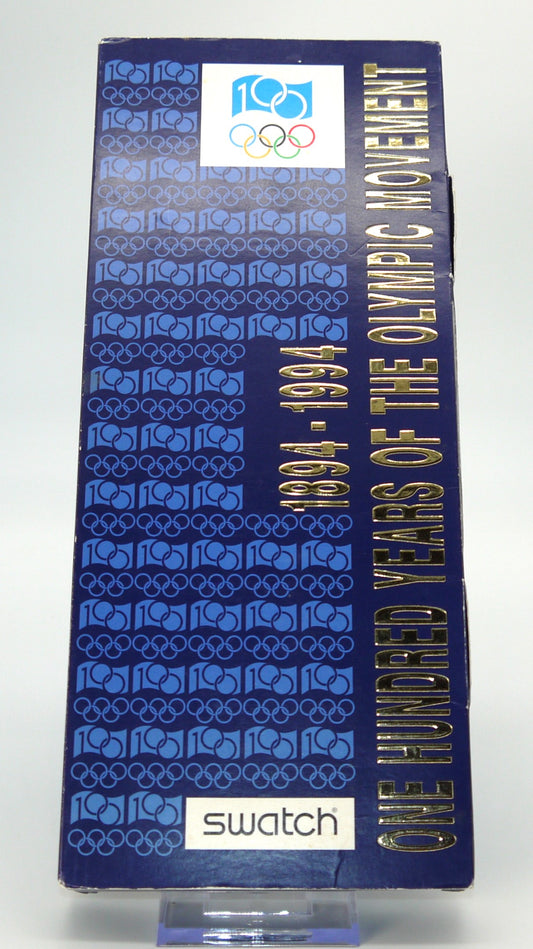 100
ONE HUNDRED YEARS OF THE OLYMPIC MOVEMENT
1894-1994
swatch®